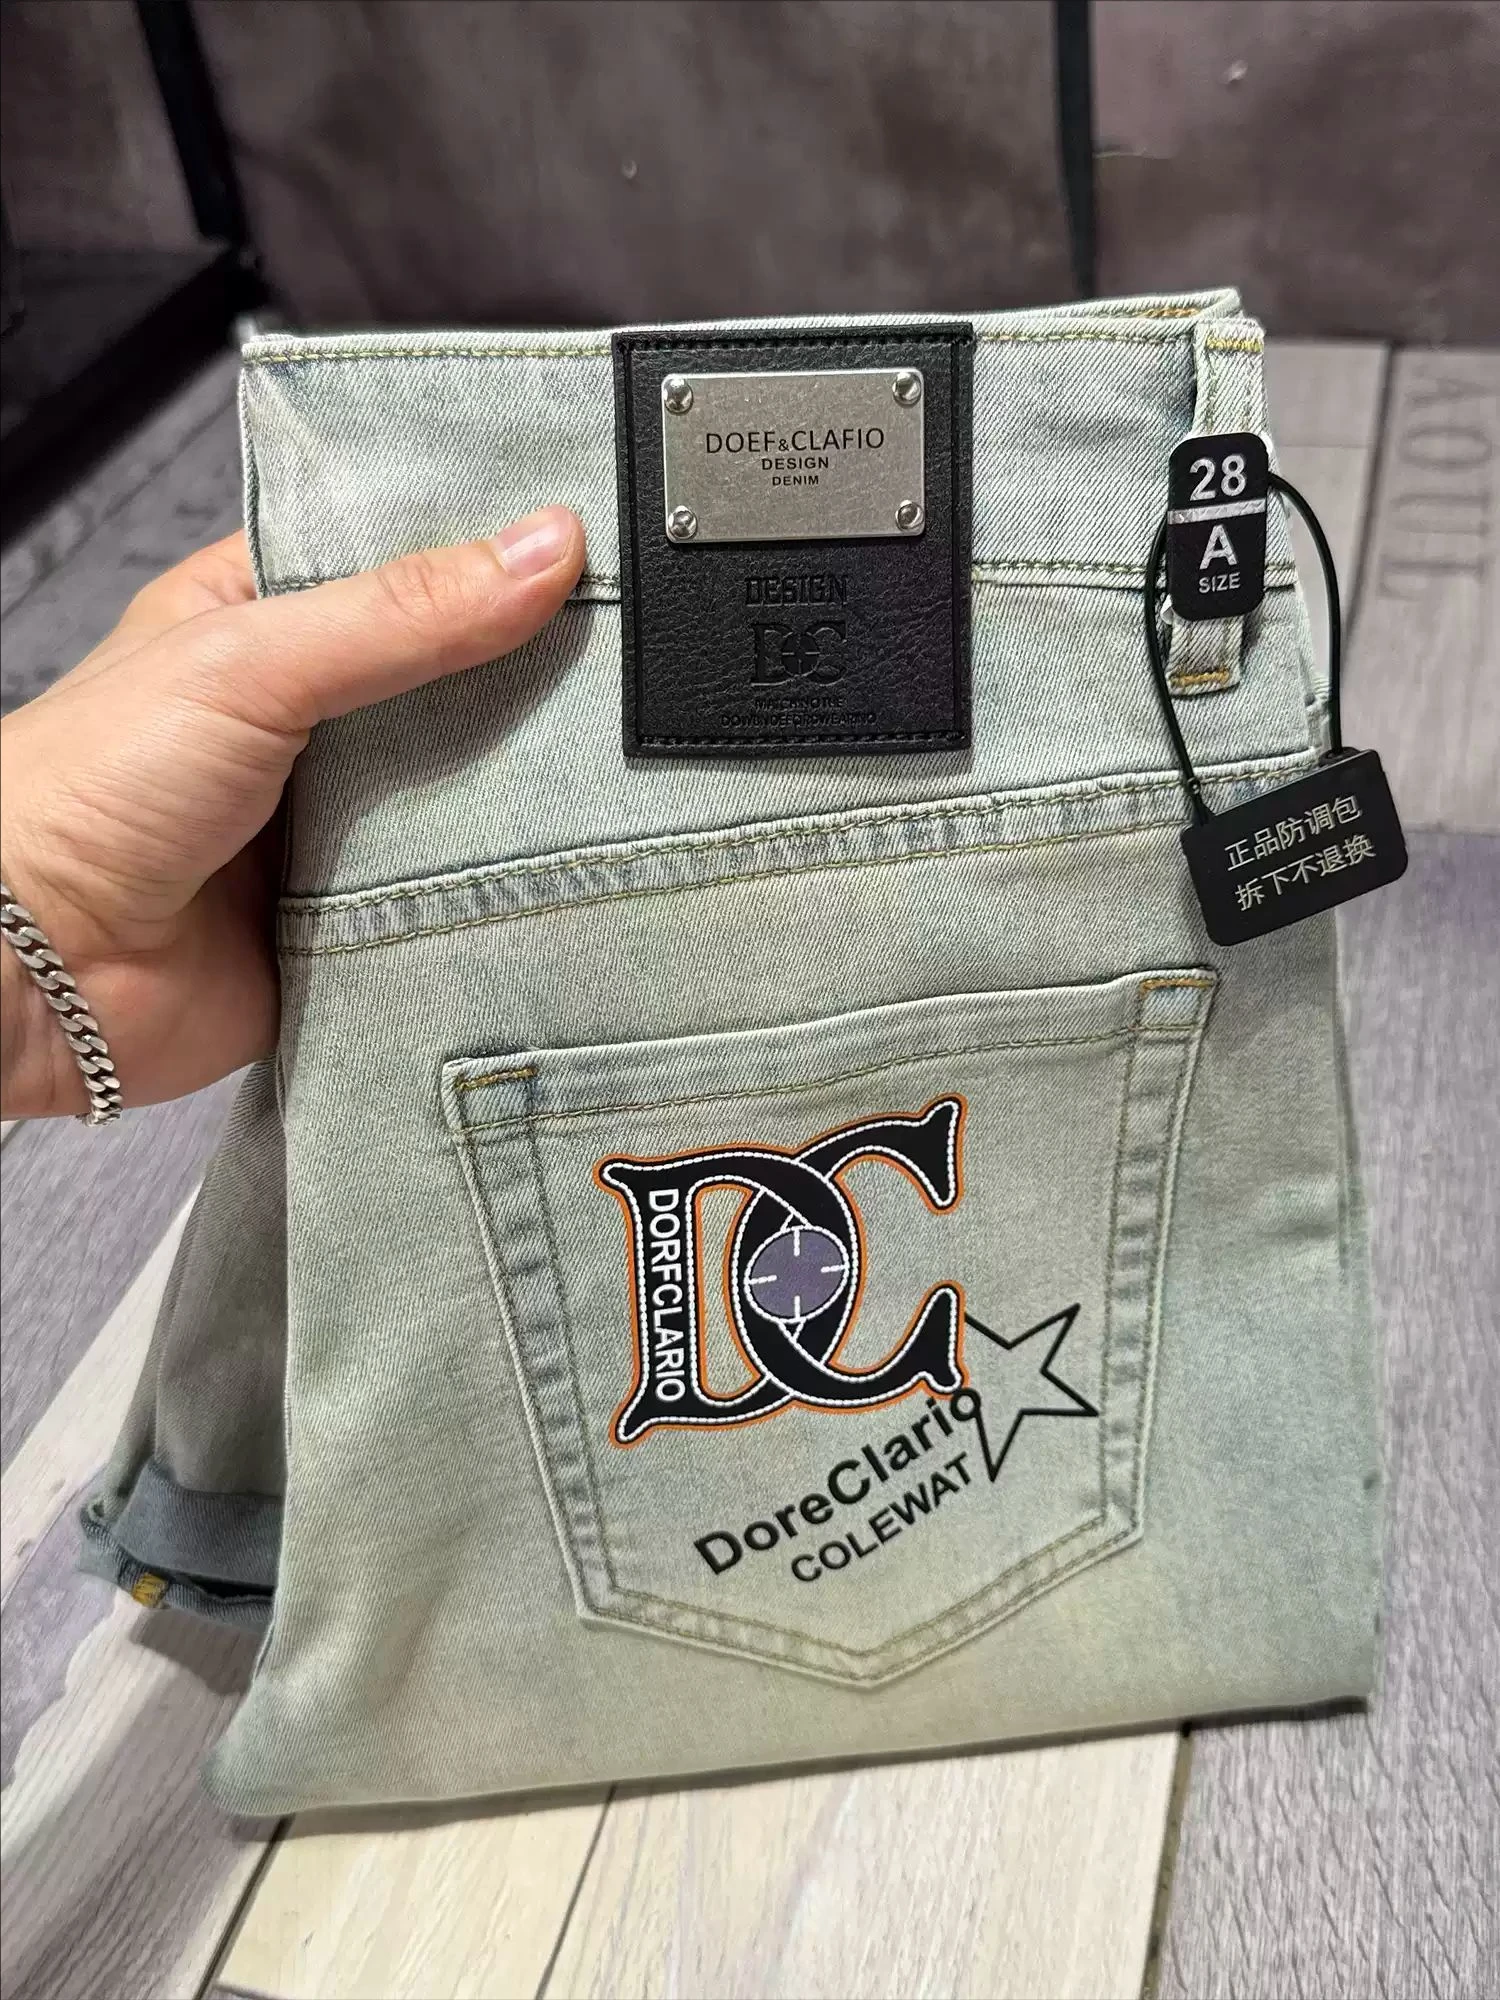 DOEF&CLAFIO
DESIGN
DENIM
DESIGN
DC
28
A
SIZE
正品防调包
拆下不退换
DC
DORFCLARIO
DoreClario
COLEWAT